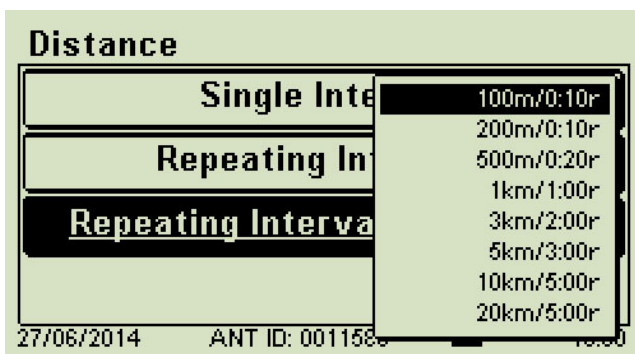 Distance
Single Inte
Repeating In
Repeating Interva
100m/0:10r
200m/0:10r
500m/0:20r
1km/1:00r
3km/2:00r
5km/3:00r
10km/5:00r
20km/5:00r
27/06/2014 ANT ID: 001158